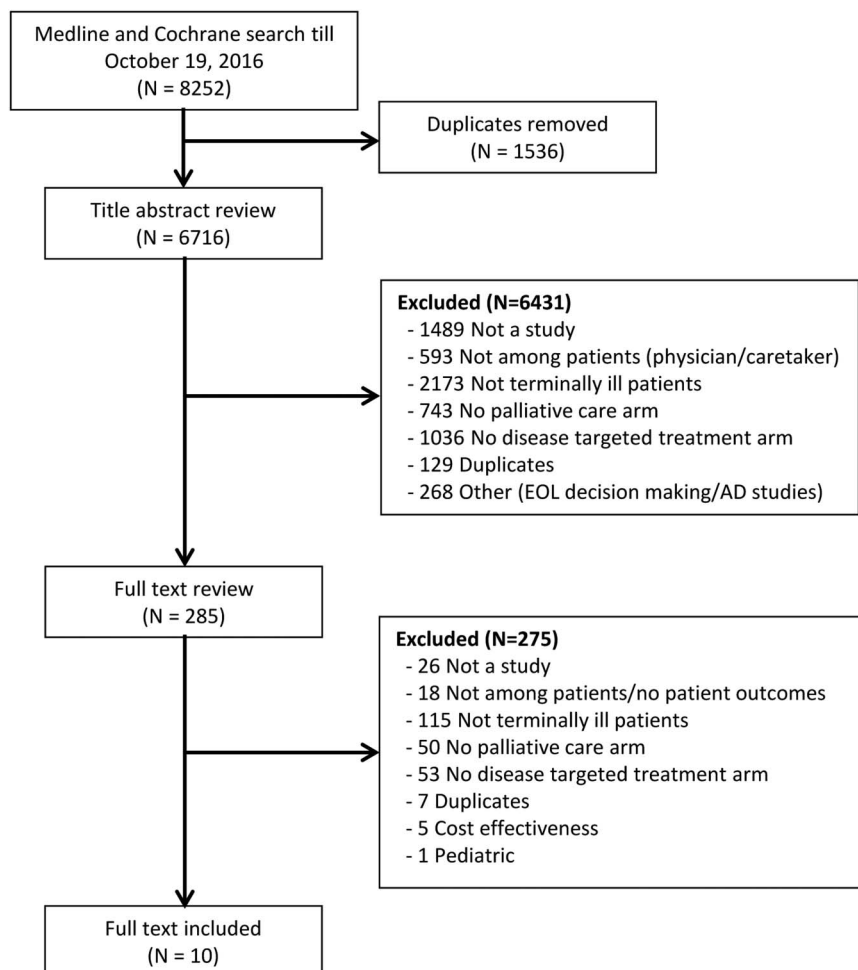 Medline and Cochrane search till
October 19, 2016
(N = 8252)
Duplicates removed
(N = 1536)
Title abstract review
(N = 6716)
Excluded (N=6431)
- 1489 Not a study
- 593 Not among patients (physician/caretaker)
- 2173 Not terminally ill patients
- 743 No palliative care arm
- 1036 No disease targeted treatment arm
- 129 Duplicates
- 268 Other (EOL decision making/AD studies)
Full text review
(N = 285)
Excluded (N=275)
- 26 Not a study
- 18 Not among patients/no patient outcomes
- 115 Not terminally ill patients
- 50 No palliative care arm
- 53 No disease targeted treatment arm
- 7 Duplicates
- 5 Cost effectiveness
- 1 Pediatric
Full text included
(N = 10)